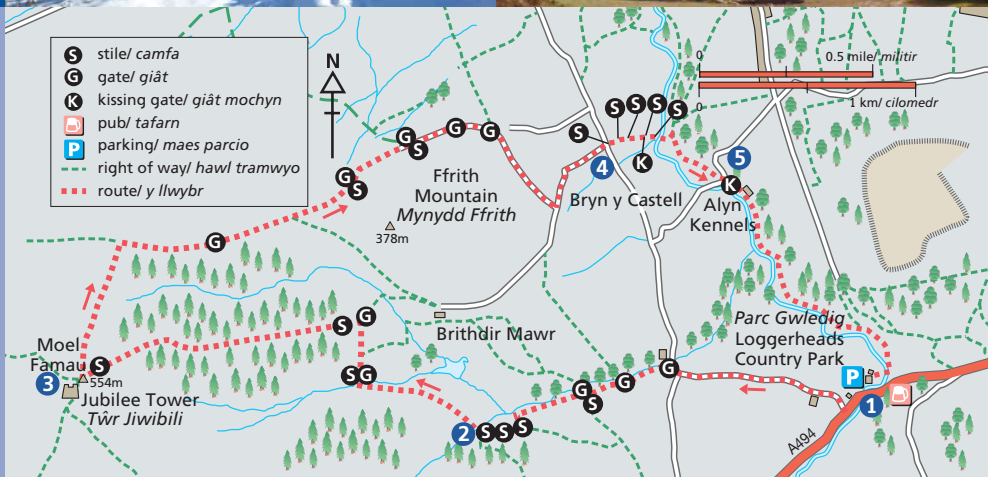 S stile/ camfa
G gate/ giât
K kissing gate/ giât mochyn
pub/ tafarn
P parking/ maes parcio
right of way/ hawl tramwyo
route/ y llwybr
N
0 0.5 mile/ militir
0 1 km/ cilomedr
G
S
G
G
S
S
S
S
S
S
K
4
Bryn y Castell
5
K
Alyn
Kennels
Ffrith
Mountain
Mynydd Ffrith
378m
G
S
G
S
G
Brithdir Mawr
Moel
Famau
3
S
554m
Jubilee Tower
Tŵr Jiwbilî
S
G
2
S
S
S
G
S
G
G
Parc Gwledig
Loggerheads
Country Park
P
1
A494